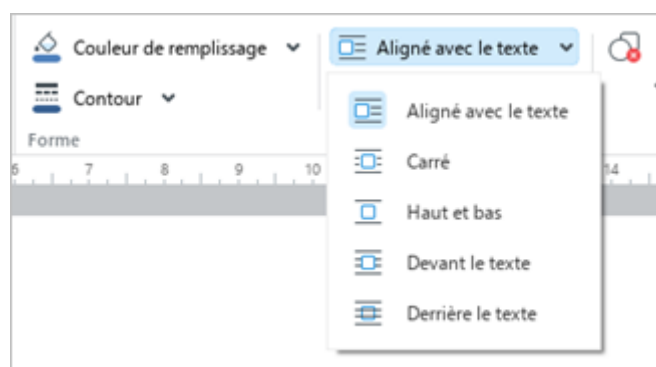 Couleur de remplissage
Aligné avec le texte
Contour
Forme
6 7 8 9 10 14
Aligné avec le texte
Carré
Haut et bas
Devant le texte
Derrière le texte